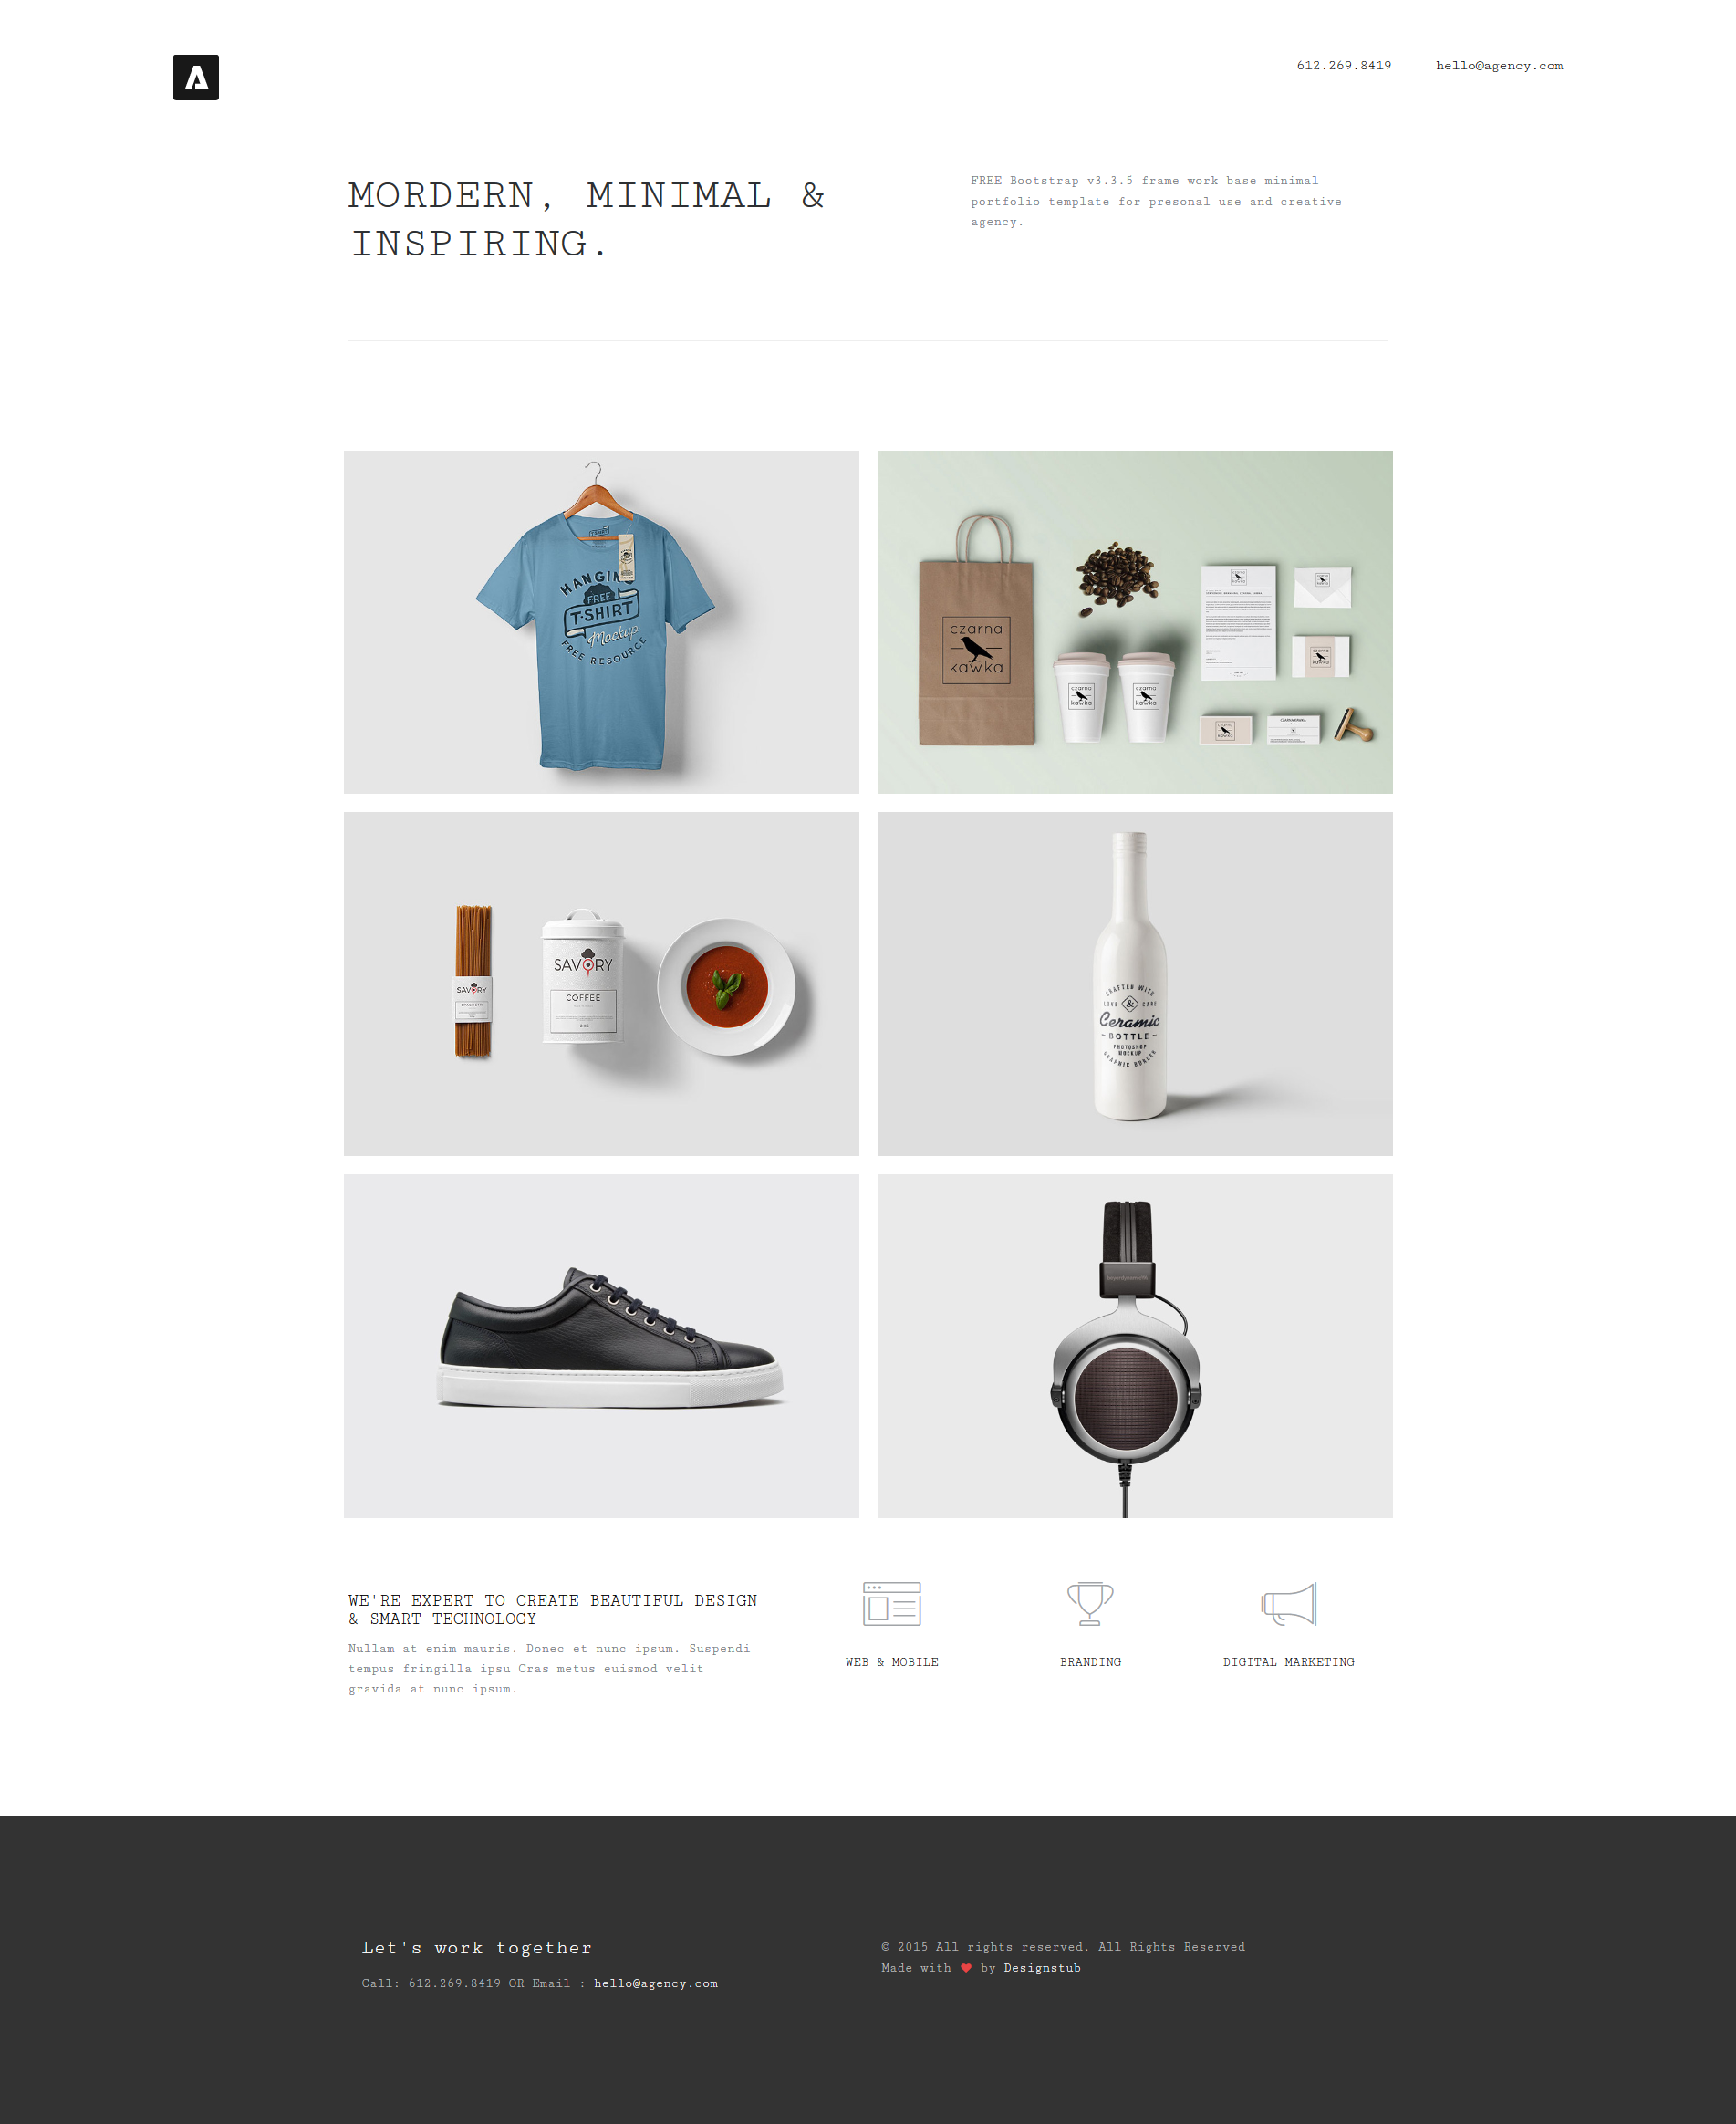 A
612.269.8419 hello@agency.com
MORDERN, MINIMAL &
INSPIRING.
FREE Bootstrap v3.3.5 frame work base minimal
portfolio template for presonal use and creative
agency.
T-SHIRT
HANGING
FREE
T-SHIRT
Mockup
FREE RESOURCE
czarna
kawka
czarna
kawka
czarna
kawka
SAVORY
SAVORY
COFFEE
CRAFTED WITH
LOVE & CARE
Ceramic
BOTTLE
PHOTOSHOP
MOCKUP
GRAPHIC BURGER
WE'RE EXPERT TO CREATE BEAUTIFUL DESIGN
& SMART TECHNOLOGY
Nullam at enim mauris. Donec et nunc ipsum. Suspendi
tempus fringilla ipsu Cras metus euismod velit
gravida at nunc ipsum.
WEB & MOBILE
BRANDING
DIGITAL MARKETING
Let's work together
Call: 612.269.8419 OR Email : hello@agency.com
© 2015 All rights reserved. All Rights Reserved
Made with ❤ by Designstub